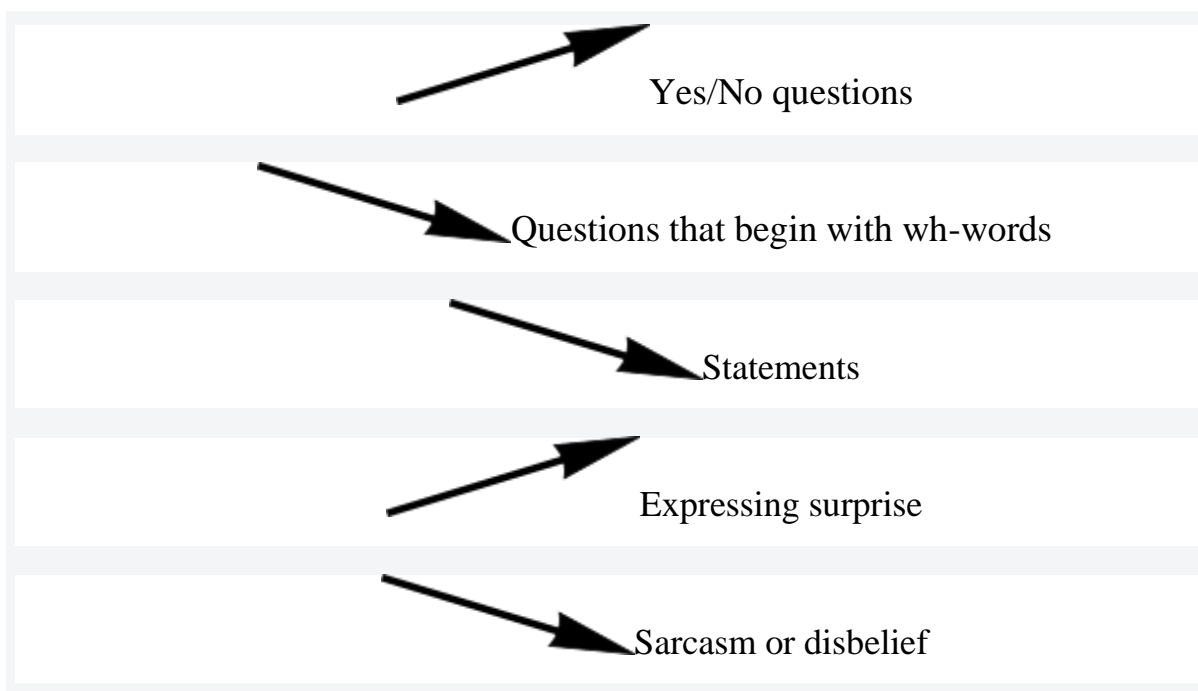 Yes/No questions
Questions that begin with wh-words
Statements
Expressing surprise
Sarcasm or disbelief